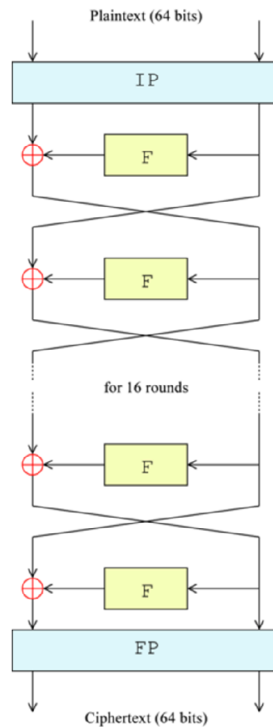 Plaintext (64 bits)
IP
F
F
for 16 rounds
F
F
FP
Ciphertext (64 bits)